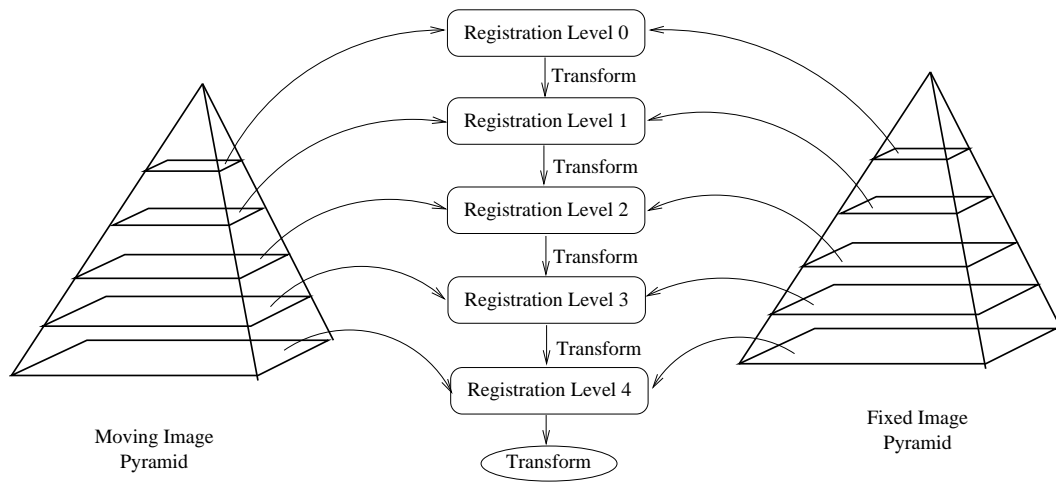 Registration Level 0
Transform
Registration Level 1
Transform
Registration Level 2
Transform
Registration Level 3
Transform
Registration Level 4
Transform
Moving Image
Pyramid
Fixed Image
Pyramid